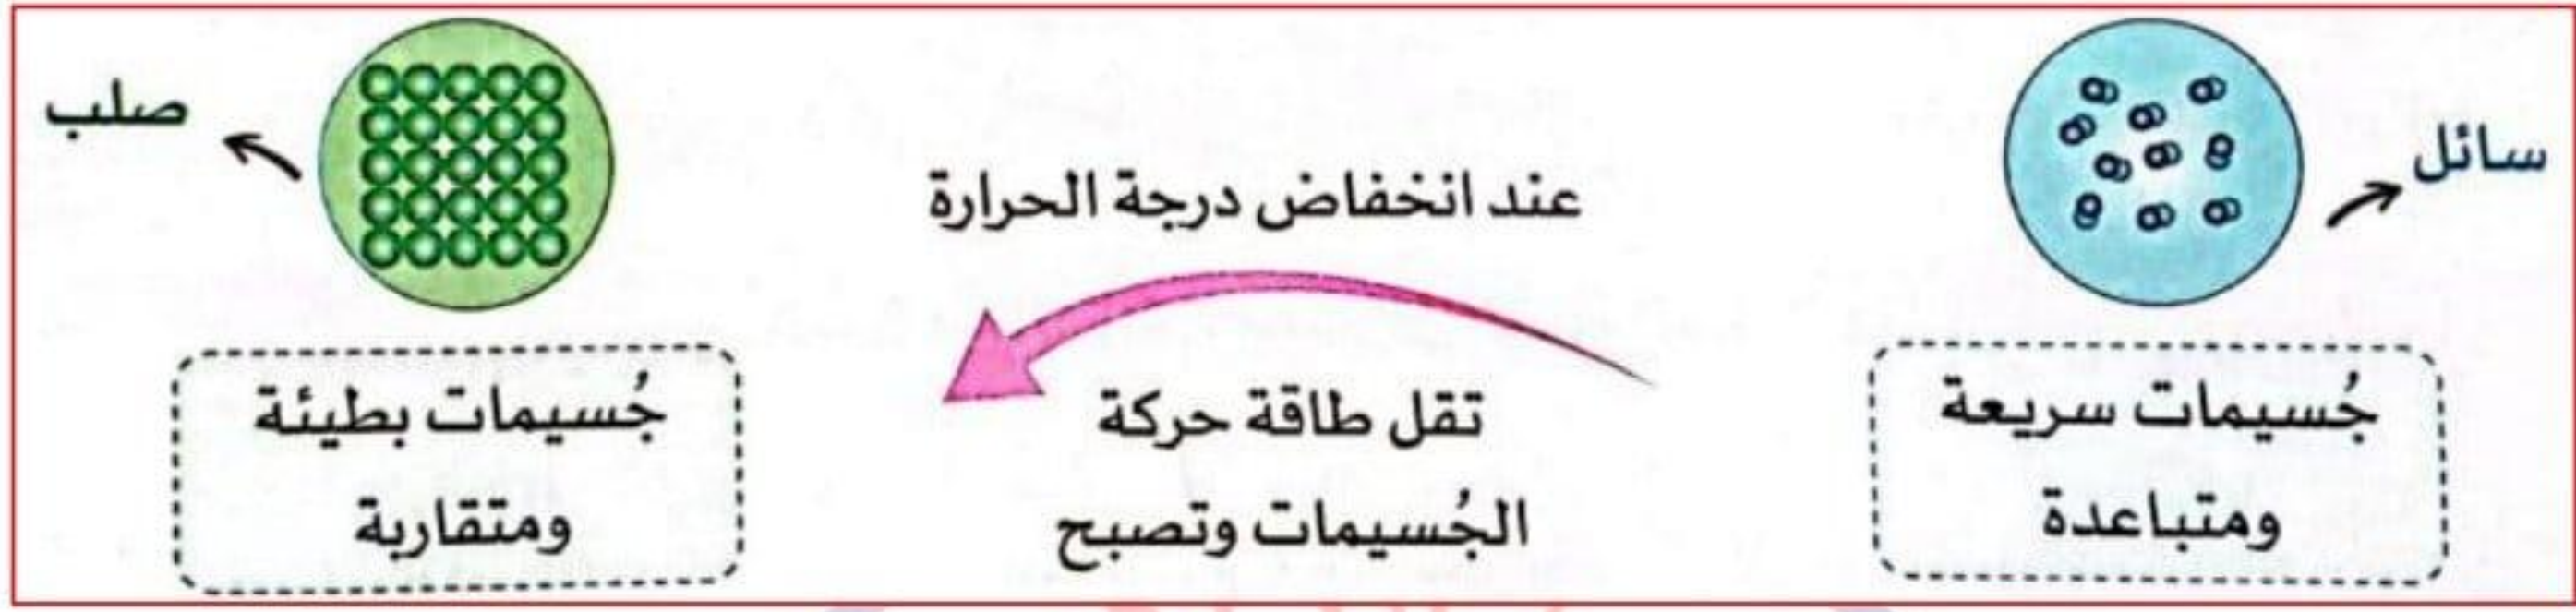 سائل
جُسيمات سريعة
ومتباعدة
عند انخفاض درجة الحرارة
تقل طاقة حركة
الجُسيمات وتصبح
صلب
جُسيمات بطيئة
ومتقاربة